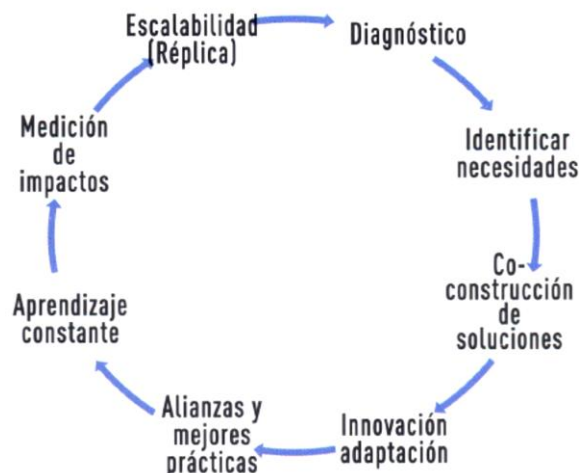 Escalabilidad
(Réplica)
Diagnóstico
Identificar
necesidades
Co-
construcción
de
soluciones
Innovación
adaptación
Alianzas y
mejores
prácticas
Aprendizaje
constante
Medición
de
impactos